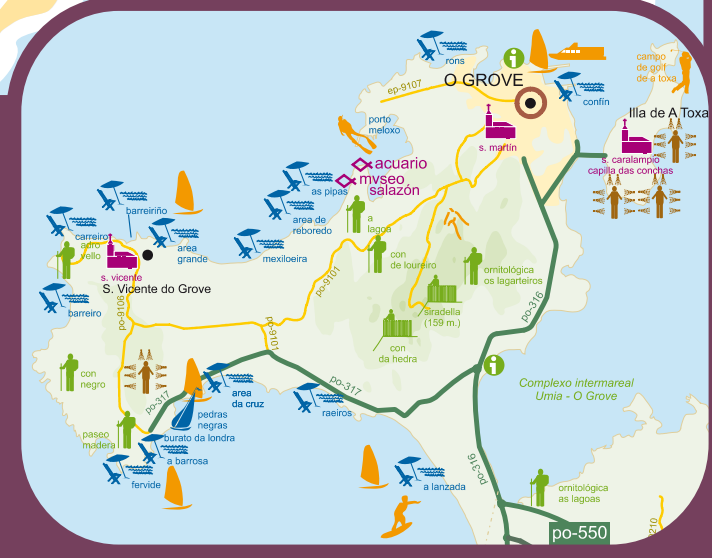 rons
i
campo
de golf
de a toxa
O GROVE
ep-9107
confín
Illa de A Toxa
porto
meloxo
s. martín
s. caralampio
capilla das conchas
acuario
mvseo
salazón
as pipas
barreiriño
area de
reboredo
a
lagoa
carreiro
adro
vello
area
grande
mexiloeira
con
de loureiro
ornitológica
os lagarteiros
s. vicente
S. Vicente do Grove
po-9101
barreiro
po-9106
siradella
(159 m.)
po-316
po-9101
con
da hedra
i
con
negro
po-317
area
da cruz
po-317
Complexo intermareal
Umia - O Grove
pedras
negras
raeiros
burato da londra
paseo
madera
a barrosa
fervide
po-316
a lanzada
ornitológica
as lagoas
po-550
210